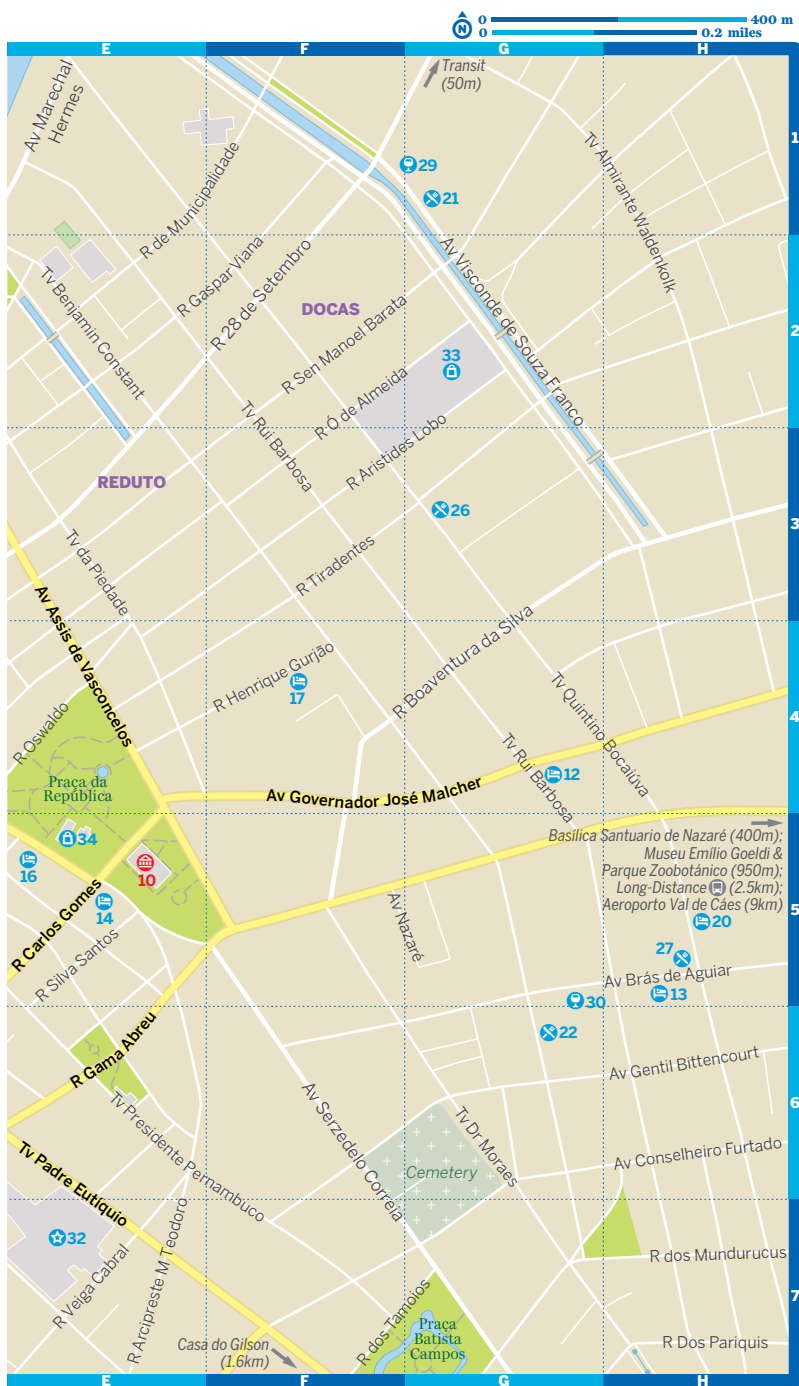 0 400 m
N
0 0.2 miles
E F G H
Transit
(50m)
Av Marechal
Hermes
1
29
21
Tv Almirante Waldenkolk
R de Municipalidade
R Gaspar Viana
R 28 de Setembro
Tv Benjamin Constant
DOCAS
Av Visconde de Souza Franco
R Sen Manoel Barata
2
33
R Ó de Almeida
Tv Rui Barbosa
R Aristides Lobo
REDUTO
26
3
Tv da Piedade
R Tiradentes
Av Assis de Vasconcelos
R Boaventura da Silva
R Henrique Gurjão
17
Tv Quintino Bocaiúva
4
R Oswaldo
Tv Rui Barbosa
12
Praça da
República
Av Governador José Malcher
34
16
10
14
Basílica Santuario de Nazaré (400m);
Museu Emílio Goeldi &
Parque Zoobotánico (950m);
Long-Distance (2.5km);
Aeroporto Val de Cáes (9km)
5
R Carlos Gomes
Av Nazaré
20
27
R Silva Santos
Av Brás de Aguiar
13
30
22
R Gama Abreu
Av Gentil Bittencourt
6
Tv Presidente Pernambuco
Av Serzedelo Correia
Tv Dr Moraes
Av Conselheiro Furtado
Cemetery
Tv Padre Eutíquio
32
R Veiga Cabral
R Arcipreste M Teodoro
R dos Mundurucus
7
R dos Tamoios
Casa do Gilson
(1.6km)
Praça
Batista
Campos
R Dos Pariquis
E F G H